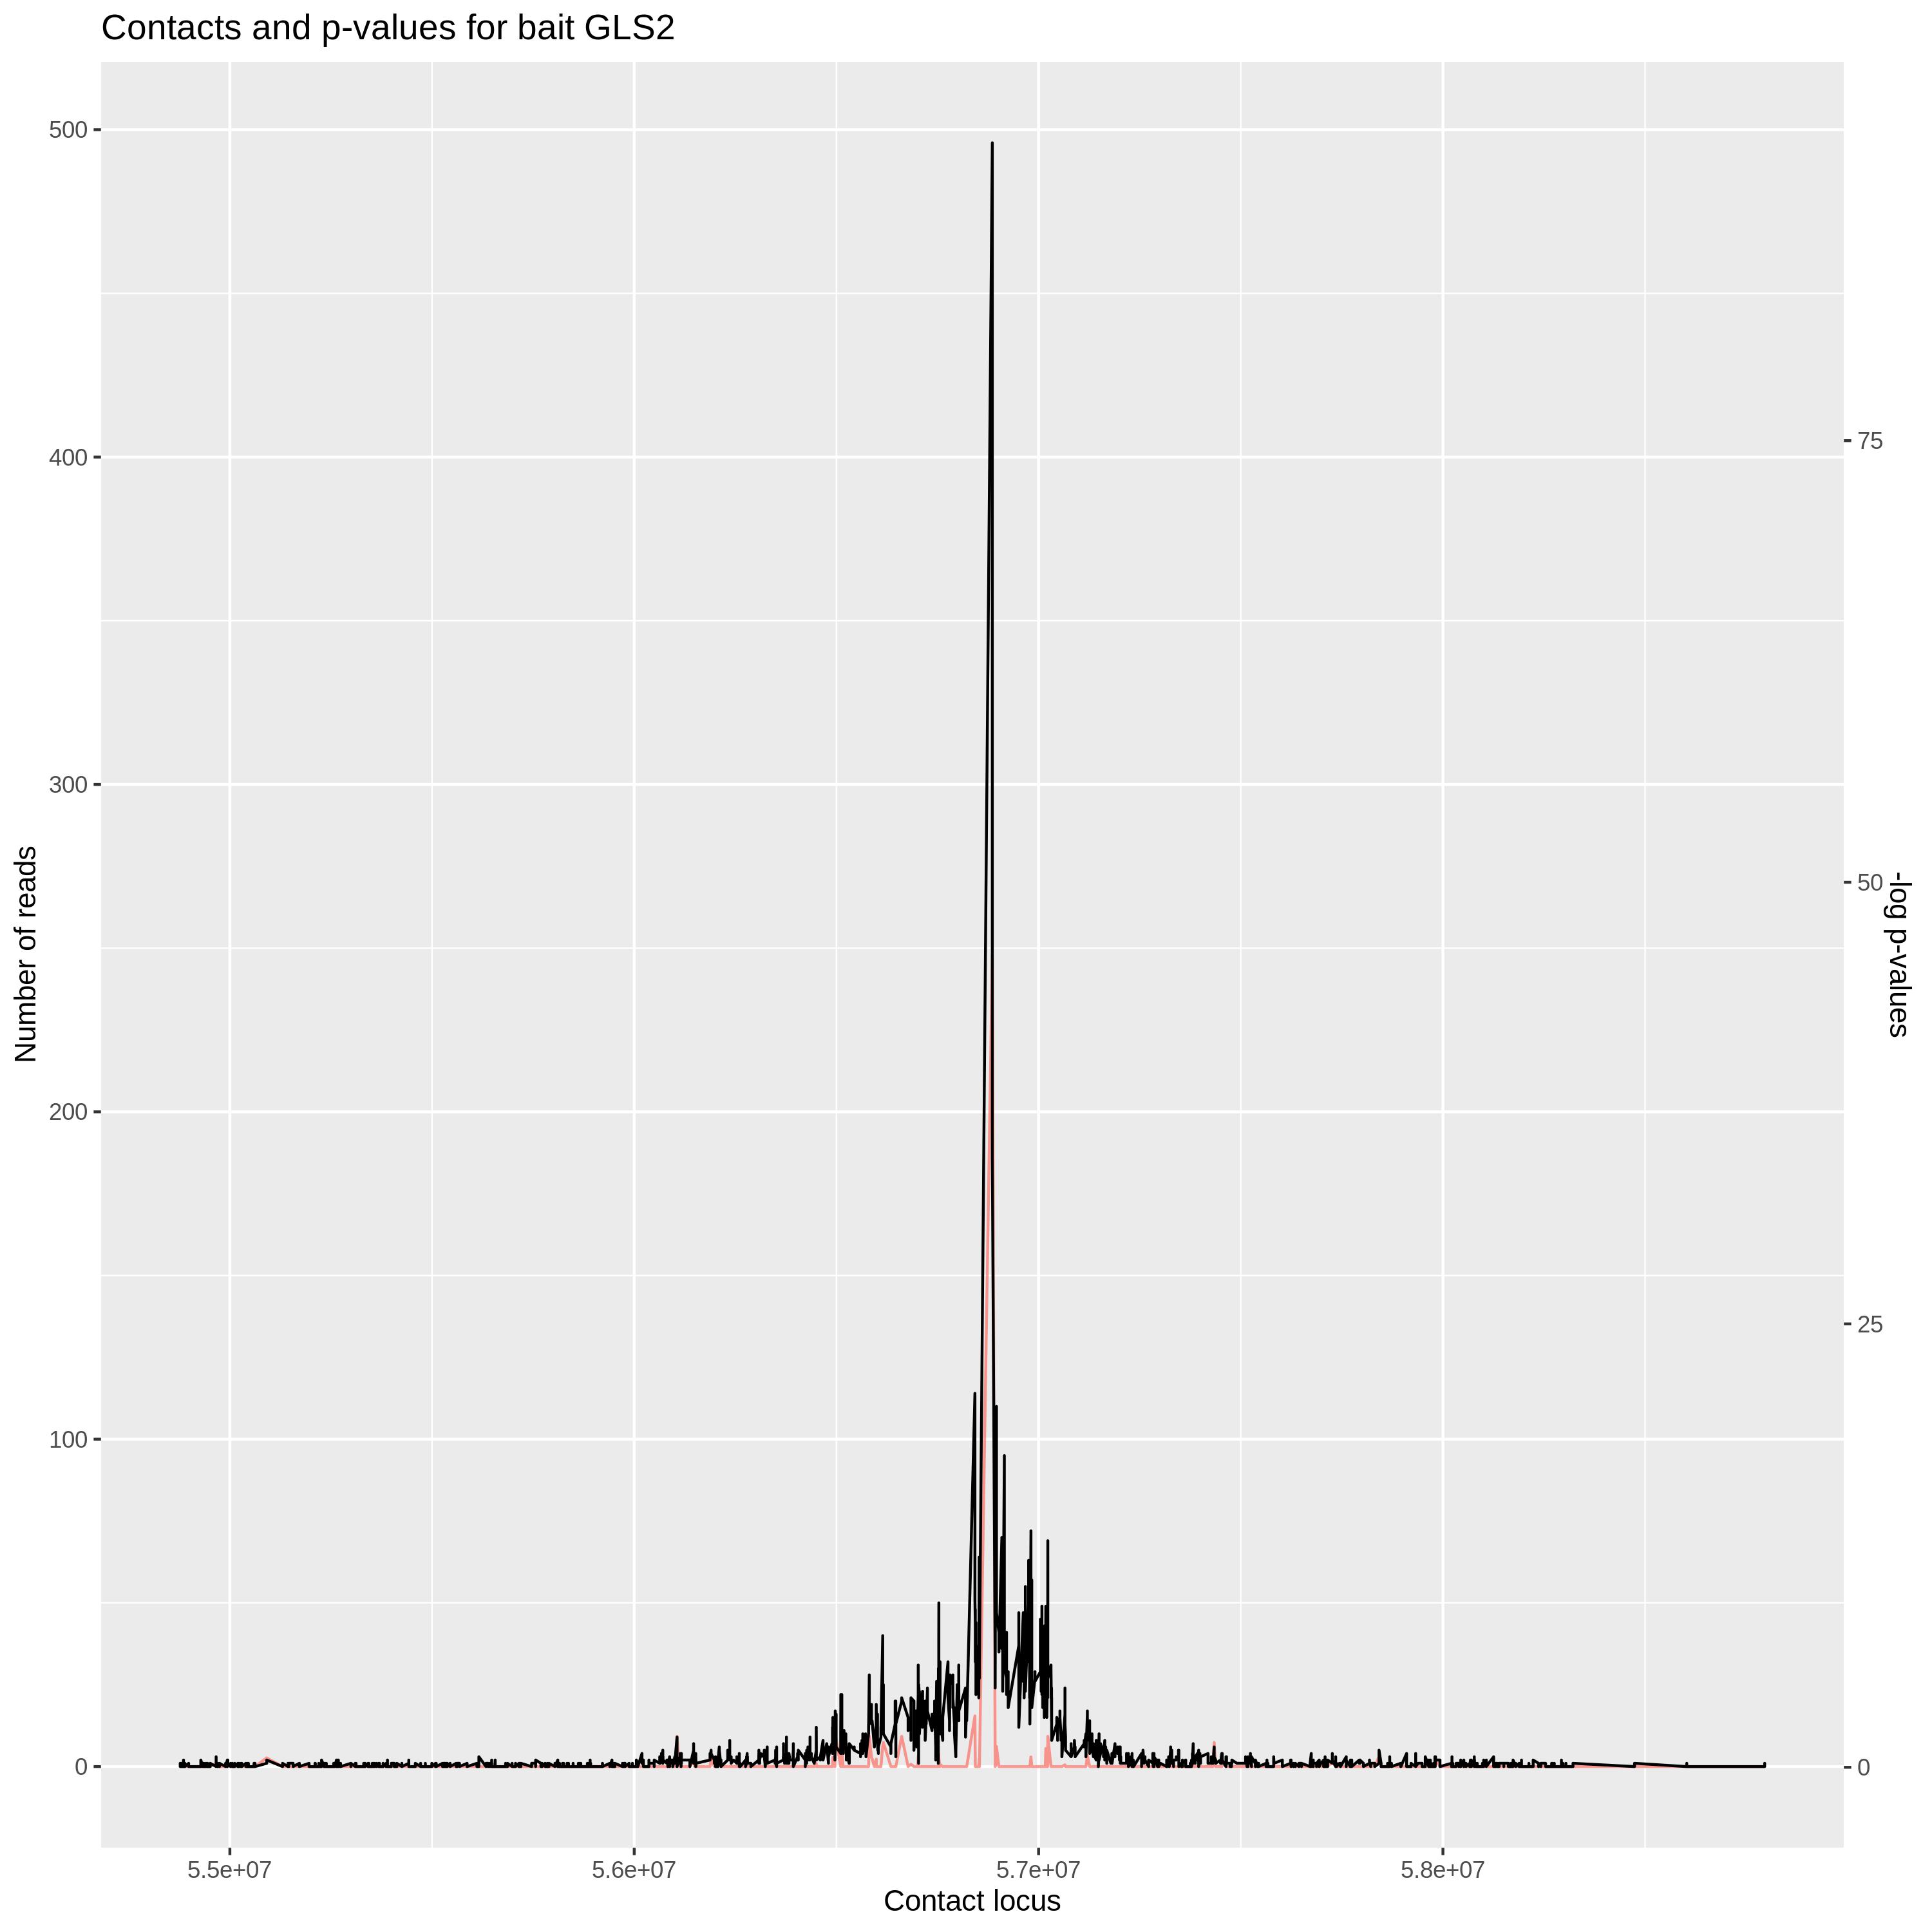 Contacts and p-values for bait GLS2
500
400
300
200
100
0
Number of reads
75
50
25
0
-log p-values
5.5e+07
5.6e+07
5.7e+07
5.8e+07
Contact locus